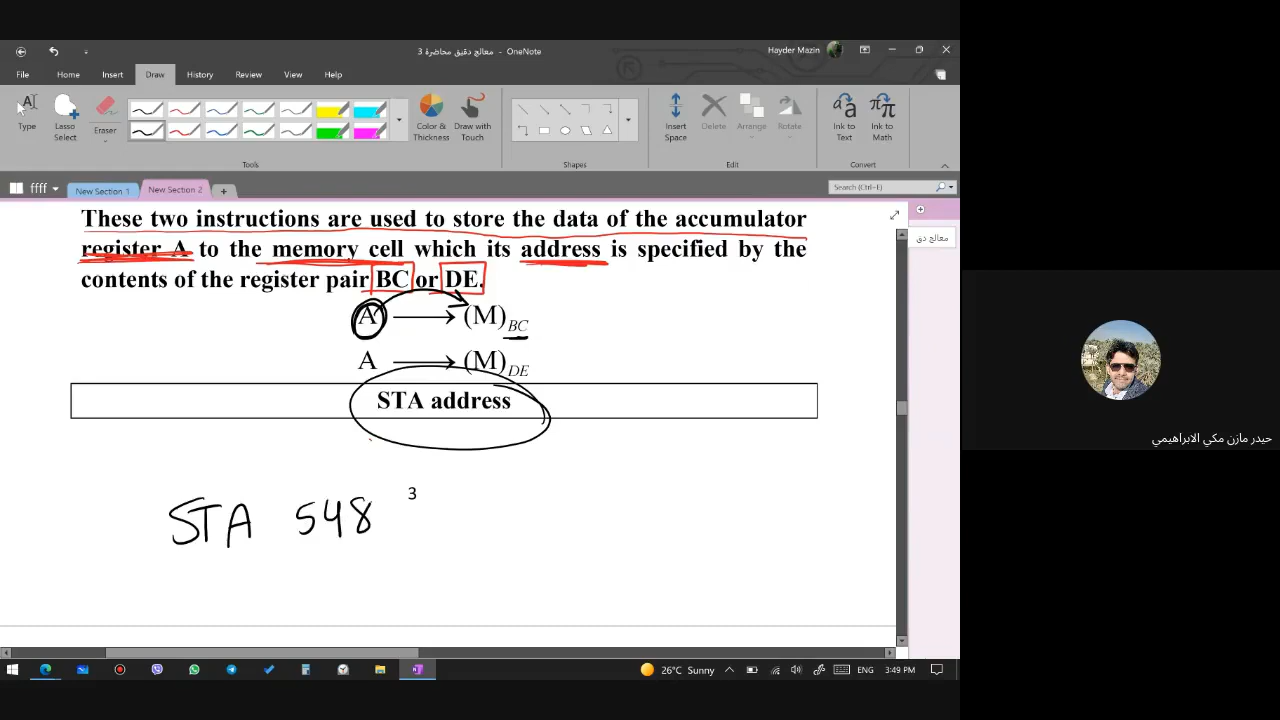 معالج دقيق محاضرة 3 - OneNote
Hayder Mazin
File Home Insert Draw History Review View Help
Type
Lasso Select
Eraser
Color & Thickness
Draw with Touch
Insert Space
Delete
Arrange
Rotate
Ink to Text
Ink to Math
Tools
Shapes
Edit
Convert
ffff
New Section 1
New Section 2
Search (Ctrl+E)
معالج دق
These two instructions are used to store the data of the accumulator
register A to the memory cell which its address is specified by the
contents of the register pair BC or DE.
A ⟶ (M)BC
A ⟶ (M)DE
STA address
3
STA 548
حيدر مازن مكي الابراهيمي
26°C Sunny
ENG
3:49 PM